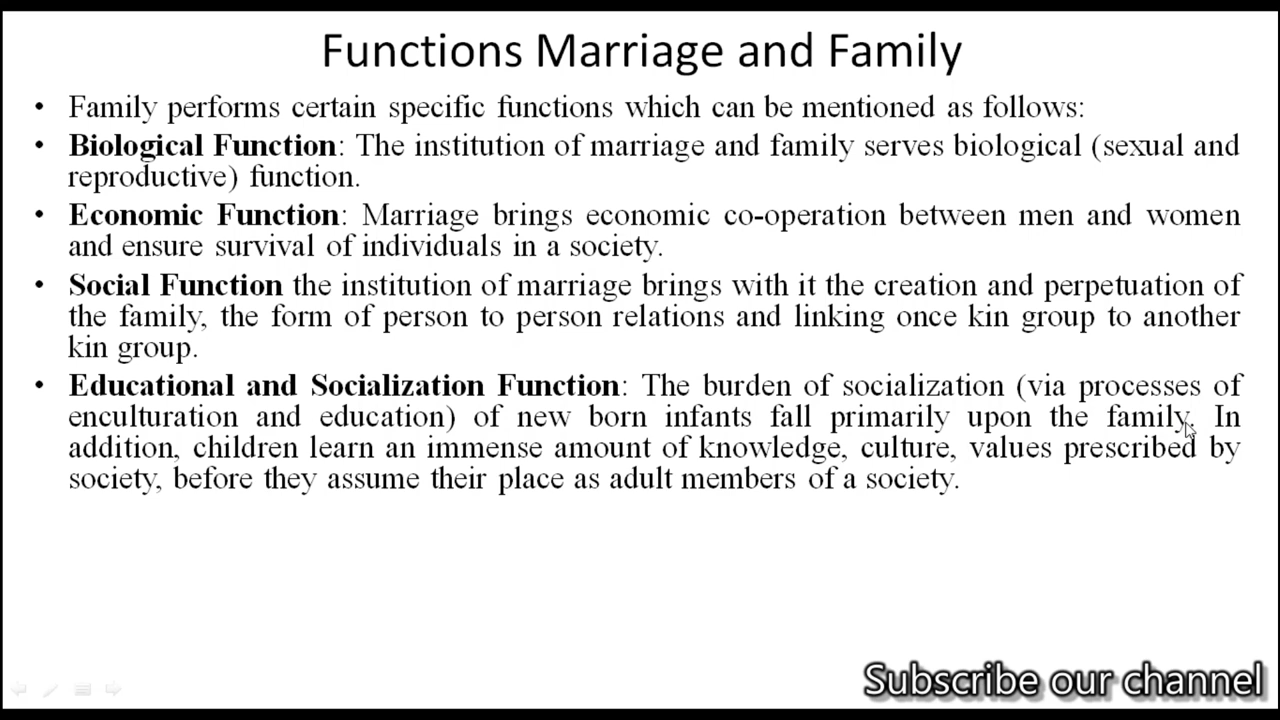 Functions Marriage and Family
• Family performs certain specific functions which can be mentioned as follows:
• Biological Function: The institution of marriage and family serves biological (sexual and
reproductive) function.
• Economic Function: Marriage brings economic co-operation between men and women
and ensure survival of individuals in a society.
• Social Function the institution of marriage brings with it the creation and perpetuation of
the family, the form of person to person relations and linking once kin group to another
kin group.
• Educational and Socialization Function: The burden of socialization (via processes of
enculturation and education) of new born infants fall primarily upon the family. In
addition, children learn an immense amount of knowledge, culture, values prescribed by
society, before they assume their place as adult members of a society.
Subscribe our channel